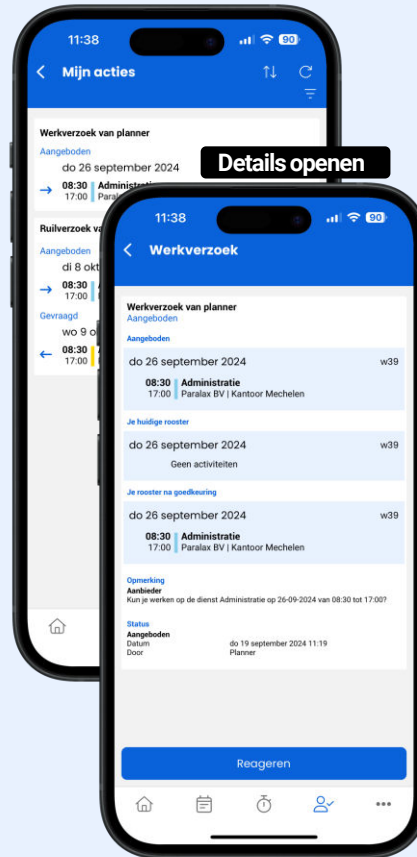 11:38
90
Mijn acties
Werkverzoek van planner
Aangeboden
do 26 september 2024
08:30
17:00
Details openen
Ruilverzoek
Aangeboden
di 8
08:30
17:00
Gevraagd
wo 9
08:30
17:00
11:38
90
Werkverzoek
Werkverzoek van planner
Aangeboden
Aangeboden
do 26 september 2024 w39
08:30 Administratie
17:00 Paralax BV | Kantoor Mechelen
Je huidige rooster
do 26 september 2024 w39
Geen activiteiten
Je rooster na goedkeuring
do 26 september 2024 w39
08:30 Administratie
17:00 Paralax BV | Kantoor Mechelen
Opmerking
Aanbieder
Kun je werken op de dienst Administratie op 26-09-2024 van 08:30 tot 17:00?
Status
Aangeboden
Datum do 19 september 2024 11:19
Door Planner
Reageren